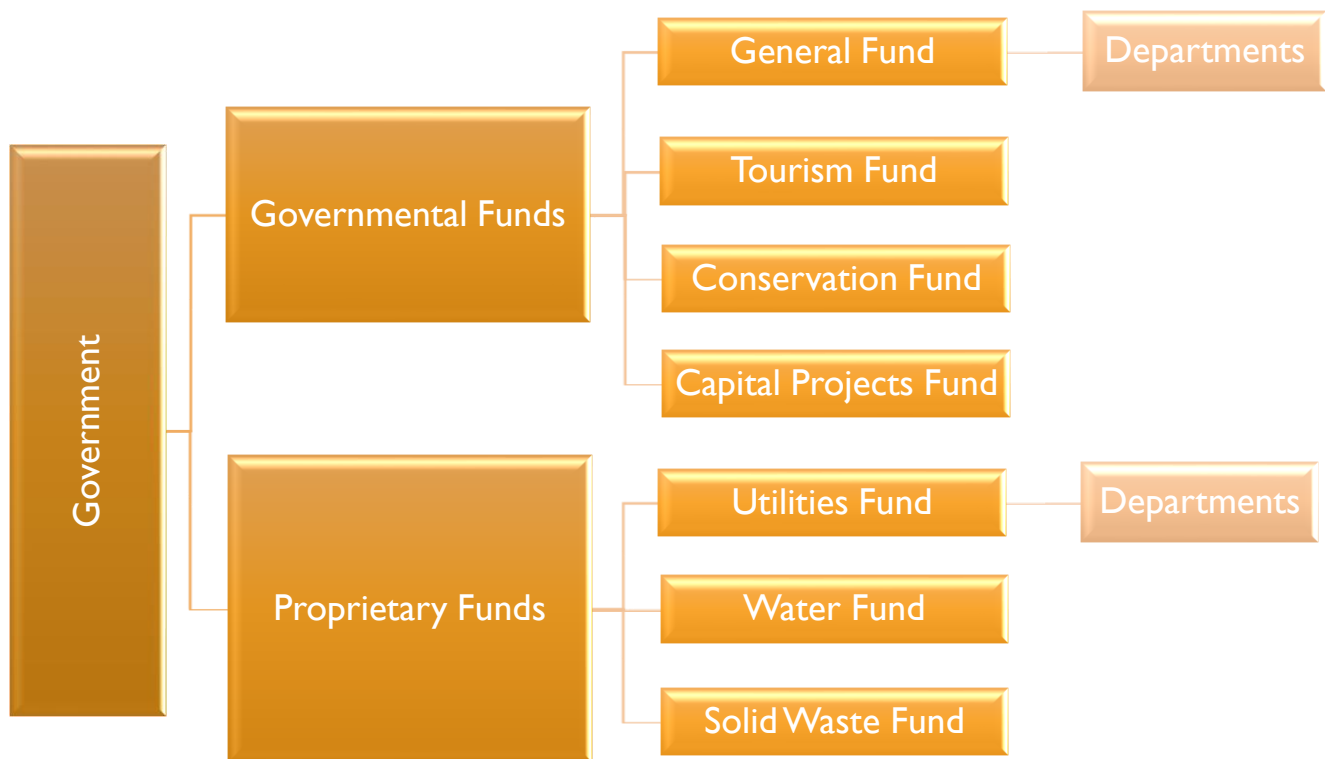 Government
Governmental Funds
General Fund
Departments
Tourism Fund
Conservation Fund
Capital Projects Fund
Proprietary Funds
Utilities Fund
Departments
Water Fund
Solid Waste Fund